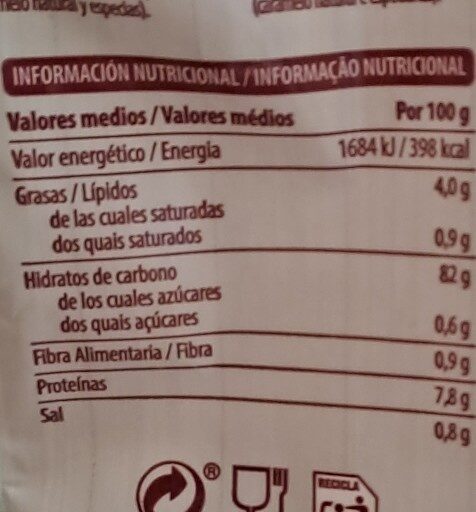 natural y especias).
INFORMACIÓN NUTRICIONAL / INFORMAÇÃO NUTRICIONAL
Valores medios / Valores médios Por 100 g
Valor energético / Energia 1684 kJ / 398 kcal
Grasas / Lípidos 4,0 g
de las cuales saturadas
dos quais saturados 0,9 g
Hidratos de carbono 82 g
de los cuales azúcares
dos quais açúcares 0,6 g
Fibra Alimentaria / Fibra 0,9 g
Proteínas 7,8 g
Sal 0,8 g
®
RECICLA